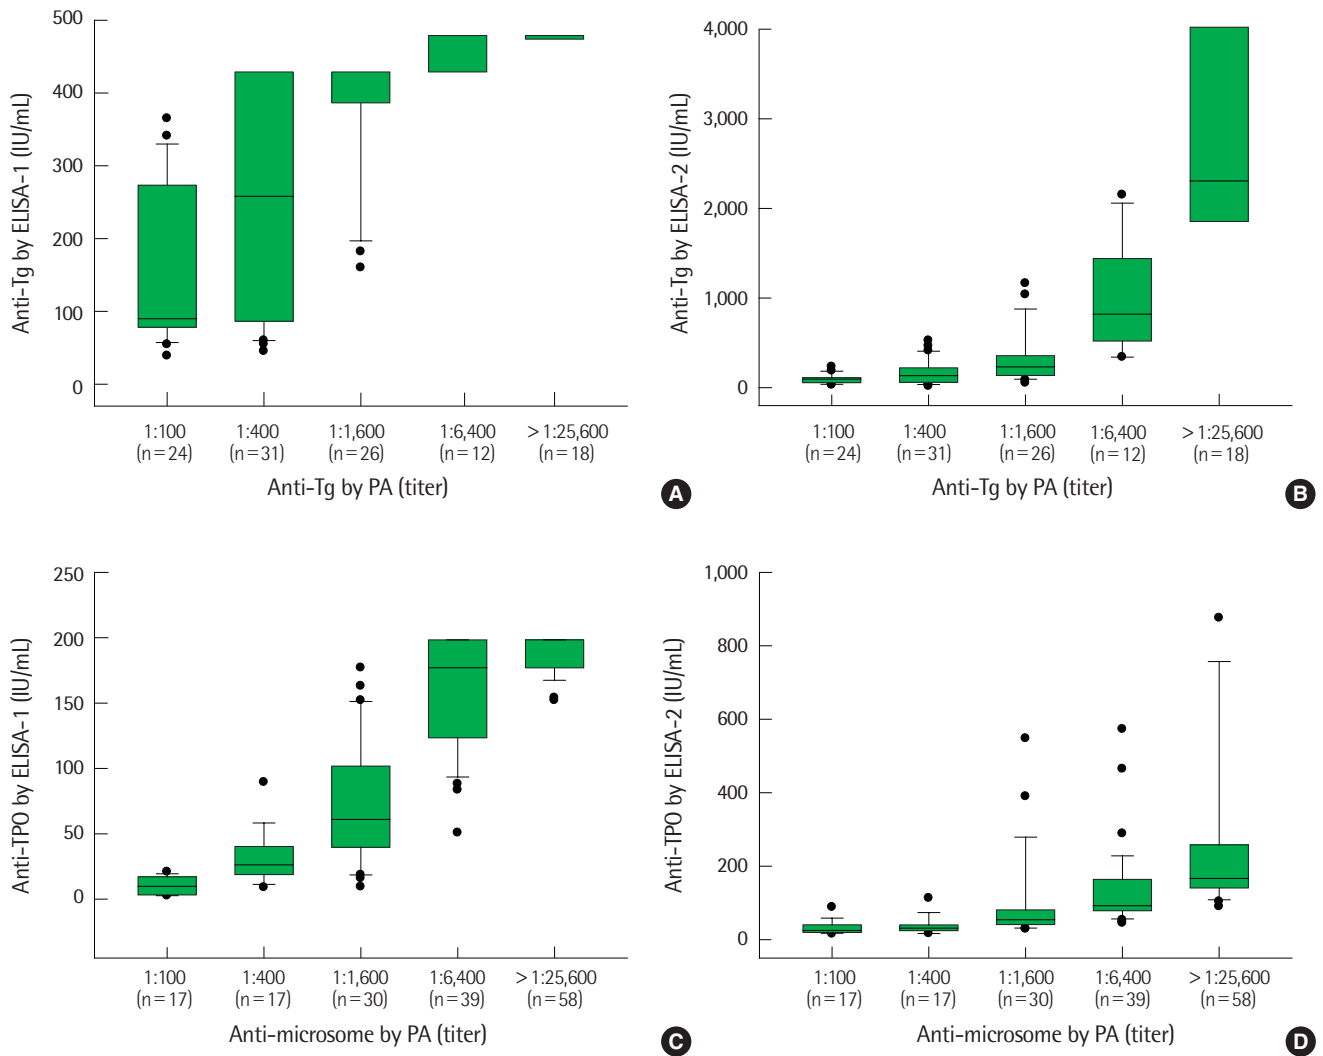 500
400
300
200
100
0
Anti-Tg by ELISA-1 (IU/mL)
1:100 1:400 1:1,600 1:6,400 > 1:25,600
(n=24) (n=31) (n=26) (n=12) (n=18)
Anti-Tg by PA (titer)
A
4,000
3,000
2,000
1,000
0
Anti-Tg by ELISA-2 (IU/mL)
1:100 1:400 1:1,600 1:6,400 > 1:25,600
(n=24) (n=31) (n=26) (n=12) (n=18)
Anti-Tg by PA (titer)
B
250
200
150
100
50
0
Anti-TPO by ELISA-1 (IU/mL)
1:100 1:400 1:1,600 1:6,400 > 1:25,600
(n=17) (n=17) (n=30) (n=39) (n=58)
Anti-microsome by PA (titer)
C
1,000
800
600
400
200
0
Anti-TPO by ELISA-2 (IU/mL)
1:100 1:400 1:1,600 1:6,400 > 1:25,600
(n=17) (n=17) (n=30) (n=39) (n=58)
Anti-microsome by PA (titer)
D